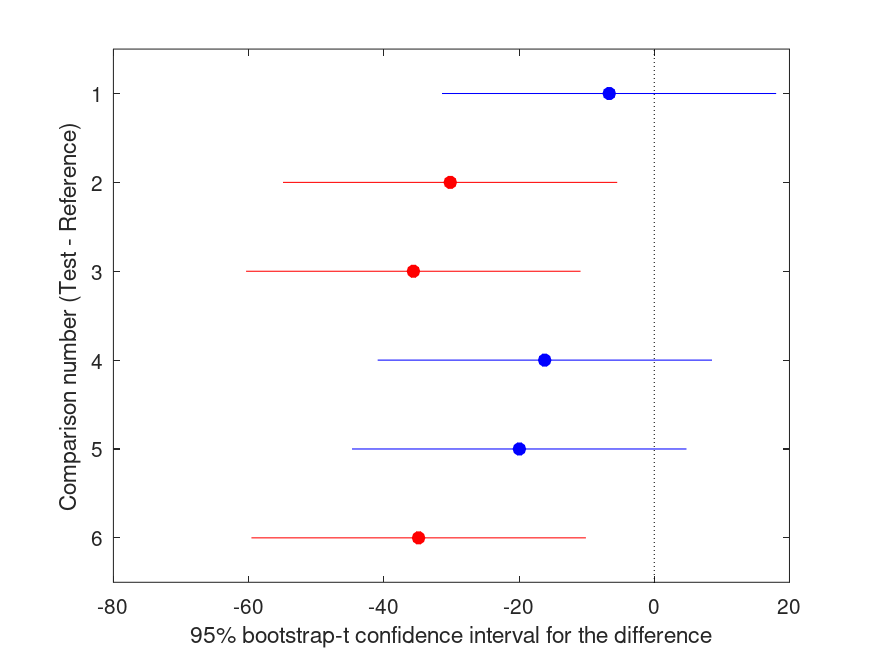 Comparison number (Test - Reference)
1
2
3
4
5
6
-80 -60 -40 -20 0 20
95% bootstrap-t confidence interval for the difference